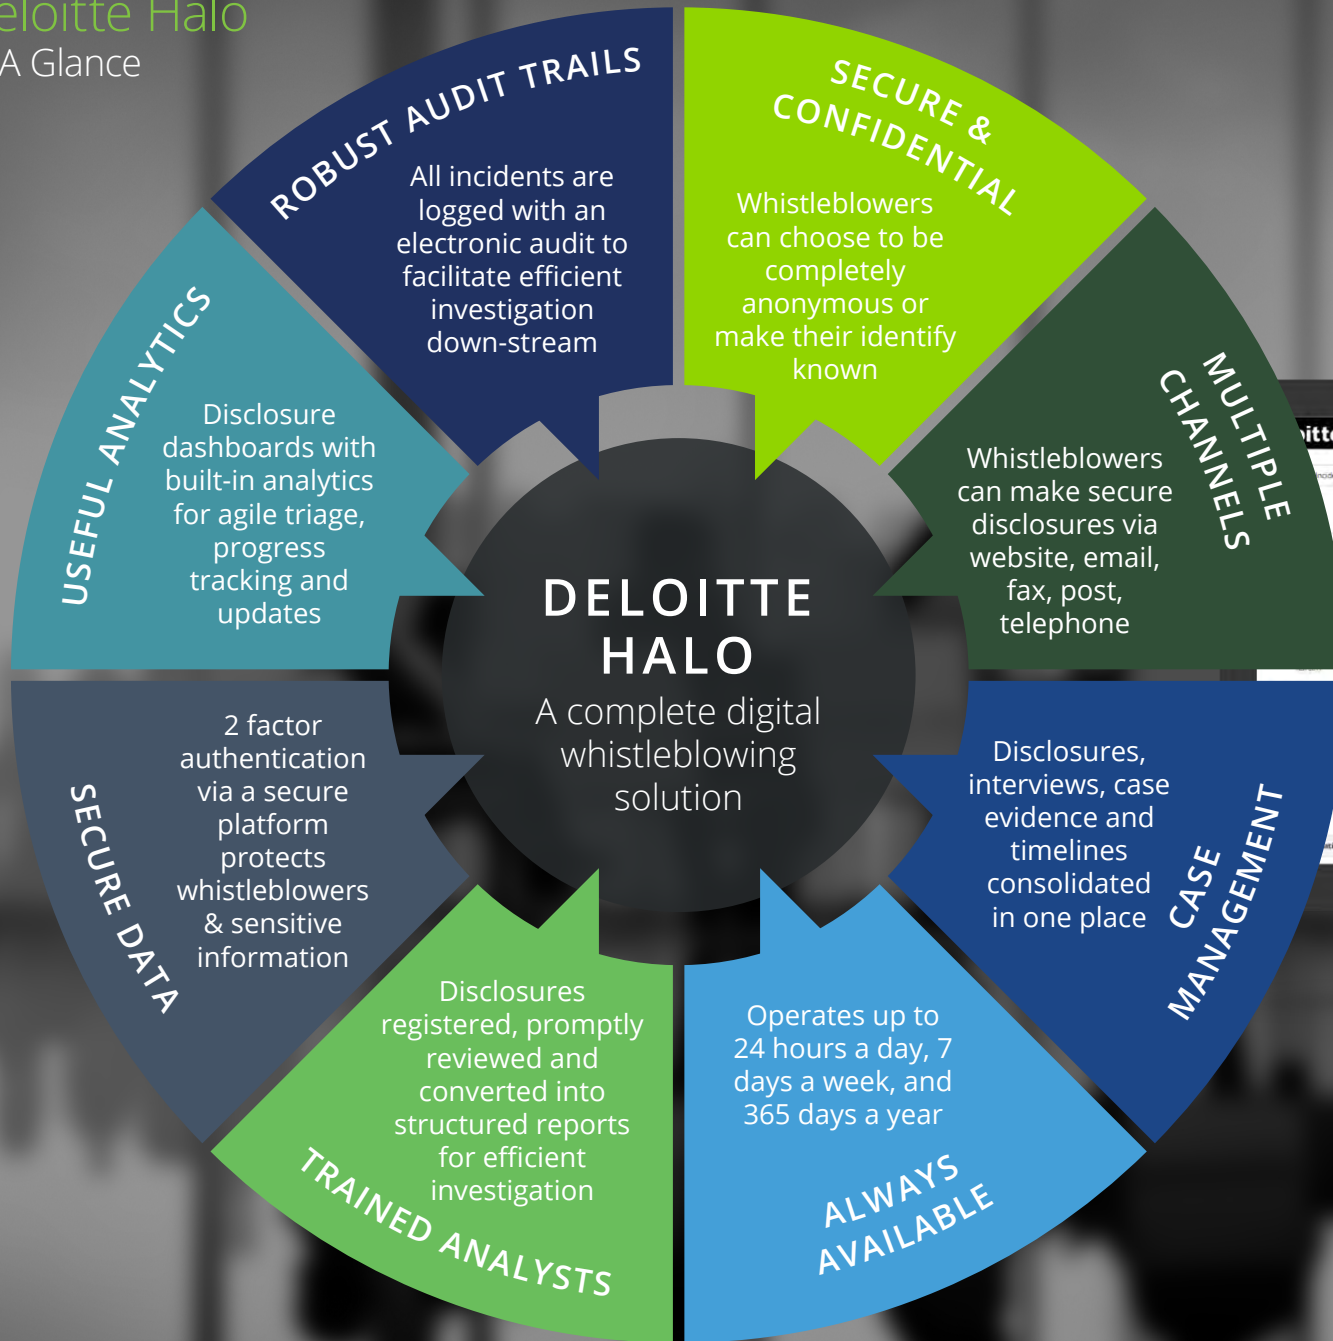 eloitte Halo
A Glance
ROBUST AUDIT TRAILS
All incidents are
logged with an
electronic audit to
facilitate efficient
investigation
down-stream
SECURE &
CONFIDENTIAL
Whistleblowers
can choose to be
completely
anonymous or
make their identify
known
MULTIPLE
CHANNELS
Whistleblowers
can make secure
disclosures via
website, email,
fax, post,
telephone
CASE
MANAGEMENT
Disclosures,
interviews, case
evidence and
timelines
consolidated
in one place
ALWAYS
AVAILABLE
Operates up to
24 hours a day, 7
days a week, and
365 days a year
TRAINED ANALYSTS
Disclosures
registered, promptly
reviewed and
converted into
structured reports
for efficient
investigation
SECURE DATA
2 factor
authentication
via a secure
platform
protects
whistleblowers
& sensitive
information
USEFUL ANALYTICS
Disclosure
dashboards with
built-in analytics
for agile triage,
progress
tracking and
updates
DELOITTE
HALO
A complete digital
whistleblowing
solution